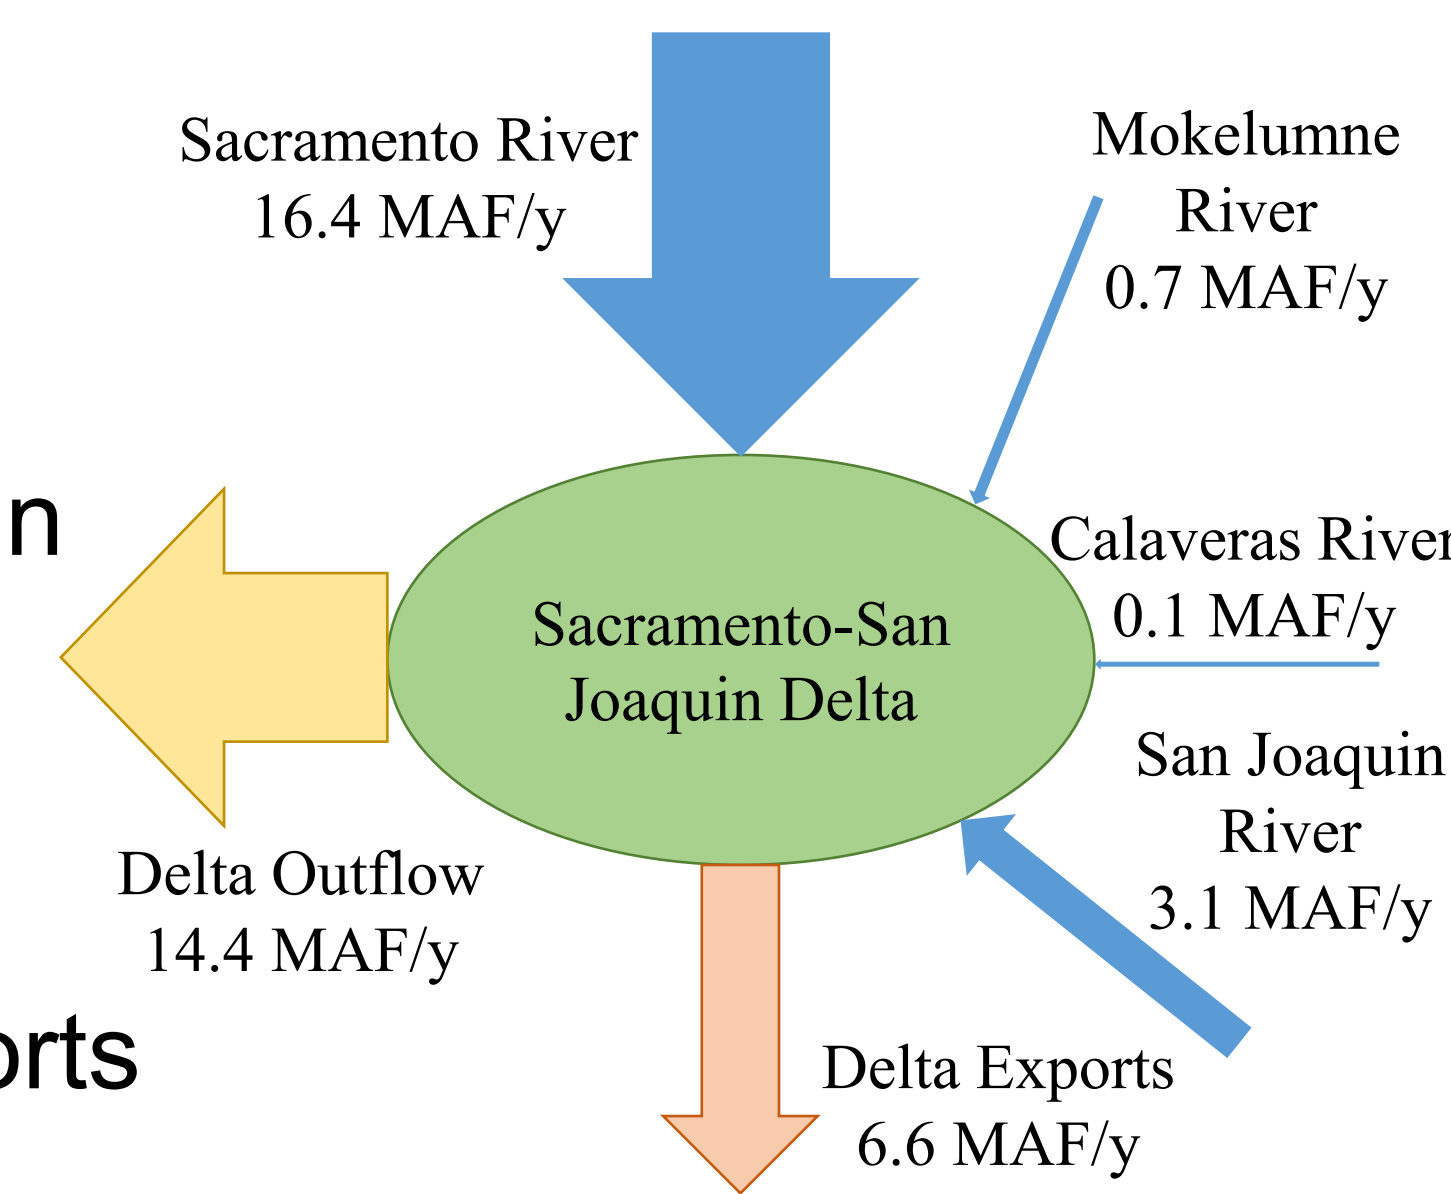 Sacramento River
16.4 MAF/y
Mokelumne
River
0.7 MAF/y
n
Calaveras River
0.1 MAF/y
Sacramento-San
Joaquin Delta
San Joaquin
River
3.1 MAF/y
Delta Outflow
14.4 MAF/y
orts
Delta Exports
6.6 MAF/y